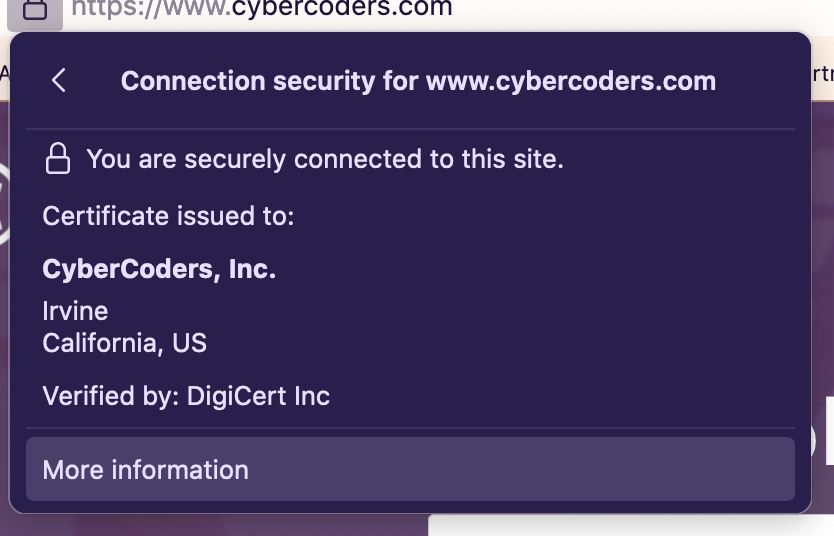 https://www.cybercoders.com
Connection security for www.cybercoders.com
You are securely connected to this site.
Certificate issued to:
CyberCoders, Inc.
Irvine
California, US
Verified by: DigiCert Inc
More information